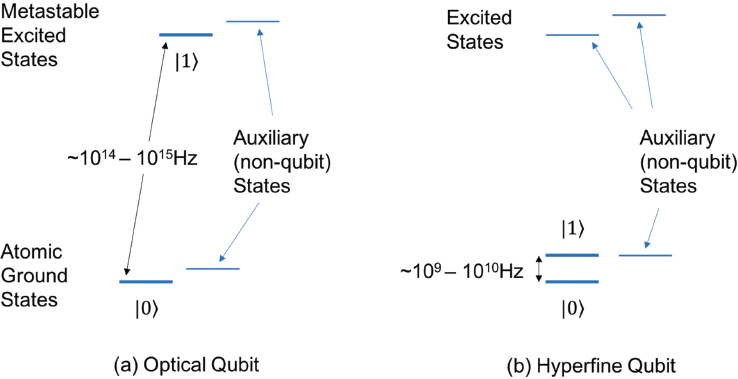 Metastable
Excited
States
|1⟩
~10¹⁴ – 10¹⁵Hz
Auxiliary
(non-qubit)
States
Atomic
Ground
States
|0⟩
(a) Optical Qubit
Excited
States
Auxiliary
(non-qubit)
States
|1⟩
~10⁹ – 10¹⁰Hz
|0⟩
(b) Hyperfine Qubit